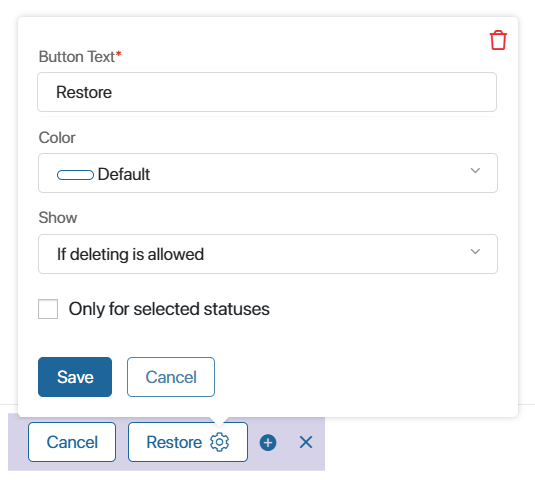 Button Text*
Restore
Color
Default
Show
If deleting is allowed
Only for selected statuses
Save Cancel
Cancel Restore